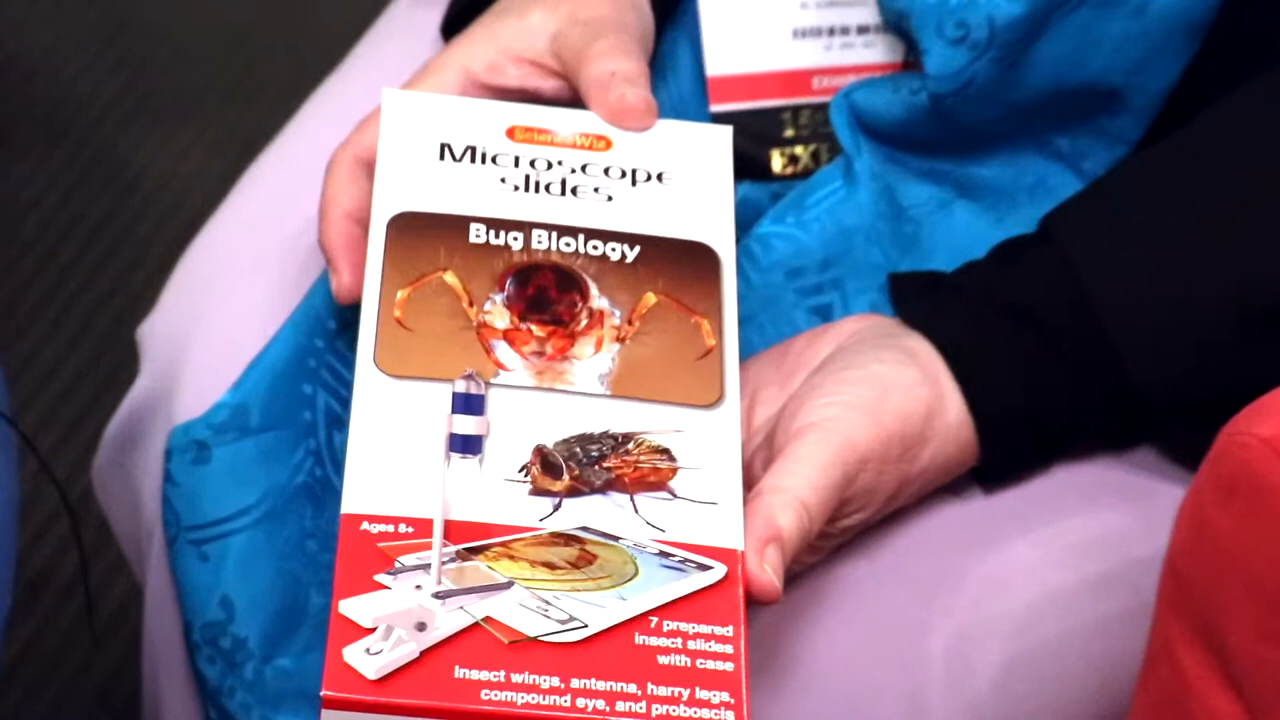 ScienceWiz
Microscope
slides
Bug Biology
Ages 8+
7 prepared
insect slides
with case
Insect wings, antenna, harry legs,
compound eye, and proboscis